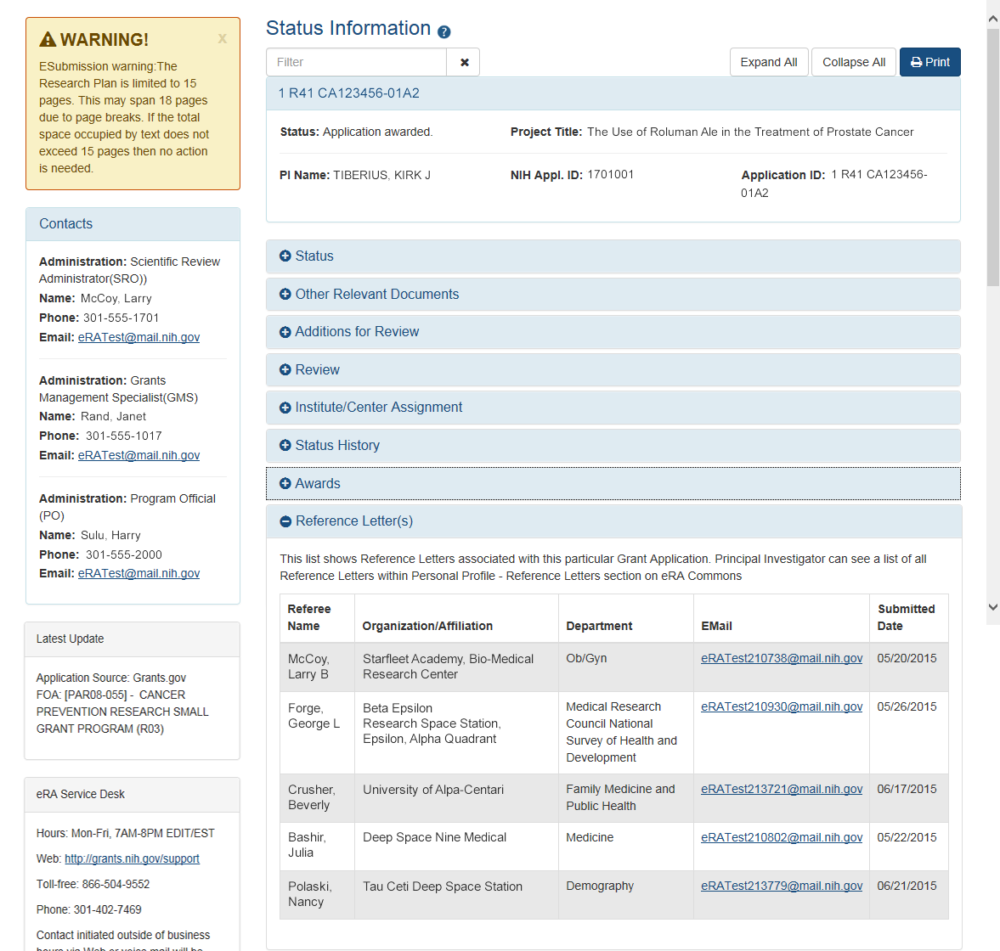 WARNING!
x
ESubmission warning:The
Research Plan is limited to 15
pages. This may span 18 pages
due to page breaks. If the total
space occupied by text does not
exceed 15 pages then no action
is needed.
Contacts
Administration: Scientific Review
Administrator(SRO))
Name: McCoy, Larry
Phone: 301-555-1701
Email: eRATest@mail.nih.gov
Administration: Grants
Management Specialist(GMS)
Name: Rand, Janet
Phone: 301-555-1017
Email: eRATest@mail.nih.gov
Administration: Program Official
(PO)
Name: Sulu, Harry
Phone: 301-555-2000
Email: eRATest@mail.nih.gov
Latest Update
Application Source: Grants.gov
FOA: [PAR08-055] - CANCER
PREVENTION RESEARCH SMALL
GRANT PROGRAM (R03)
eRA Service Desk
Hours: Mon-Fri, 7AM-8PM EDIT/EST
Web: http://grants.nih.gov/support
Toll-free: 866-504-9552
Phone: 301-402-7469
Contact initiated outside of business
hours via Web or voice mail will be
Status Information ?
Filter
Expand All
Collapse All
Print
1 R41 CA123456-01A2
Status: Application awarded.
Project Title: The Use of Roluman Ale in the Treatment of Prostate Cancer
PI Name: TIBERIUS, KIRK J
NIH Appl. ID: 1701001
Application ID: 1 R41 CA123456-
01A2
Status
Other Relevant Documents
Additions for Review
Review
Institute/Center Assignment
Status History
Awards
Reference Letter(s)
This list shows Reference Letters associated with this particular Grant Application. Principal Investigator can see a list of all
Reference Letters within Personal Profile - Reference Letters section on eRA Commons
Referee
Name
Organization/Affiliation
Department
EMail
Submitted
Date
McCoy,
Larry B
Starfleet Academy, Bio-Medical
Research Center
Ob/Gyn
eRATest210738@mail.nih.gov
05/20/2015
Forge,
George L
Beta Epsilon
Research Space Station,
Epsilon, Alpha Quadrant
Medical Research
Council National
Survey of Health and
Development
eRATest210930@mail.nih.gov
05/26/2015
Crusher,
Beverly
University of Alpa-Centari
Family Medicine and
Public Health
eRATest213721@mail.nih.gov
06/17/2015
Bashir,
Julia
Deep Space Nine Medical
Medicine
eRATest210802@mail.nih.gov
05/22/2015
Polaski,
Nancy
Tau Ceti Deep Space Station
Demography
eRATest213779@mail.nih.gov
06/21/2015